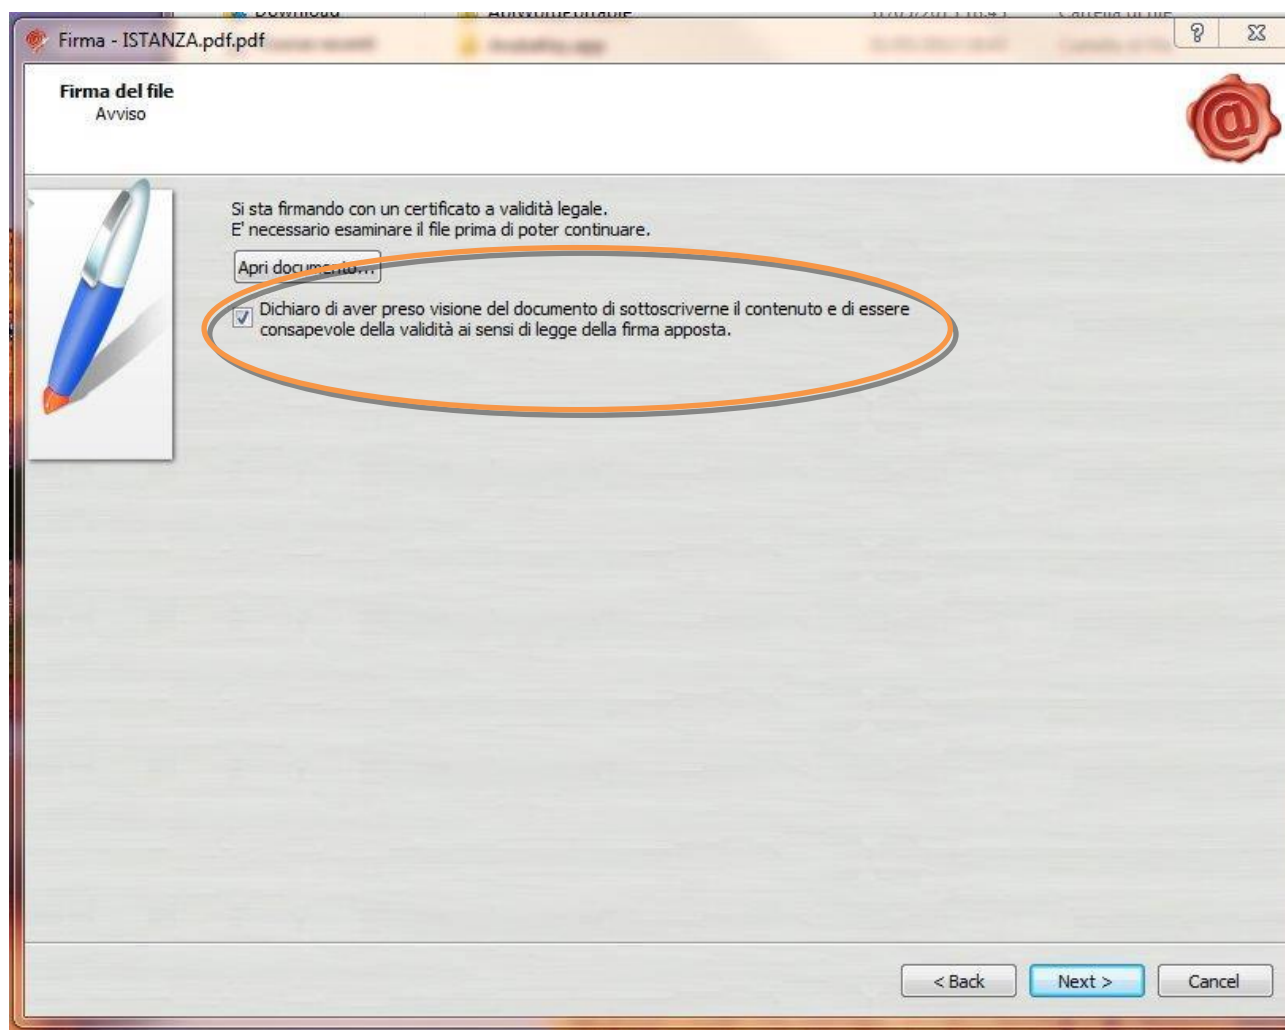 Firma - ISTANZA.pdf.pdf
Firma del file
Avviso
Si sta firmando con un certificato a validità legale.
E' necessario esaminare il file prima di poter continuare.
Apri documento...
Dichiaro di aver preso visione del documento di sottoscriverne il contenuto e di essere
consapevole della validità ai sensi di legge della firma apposta.
< Back Next > Cancel